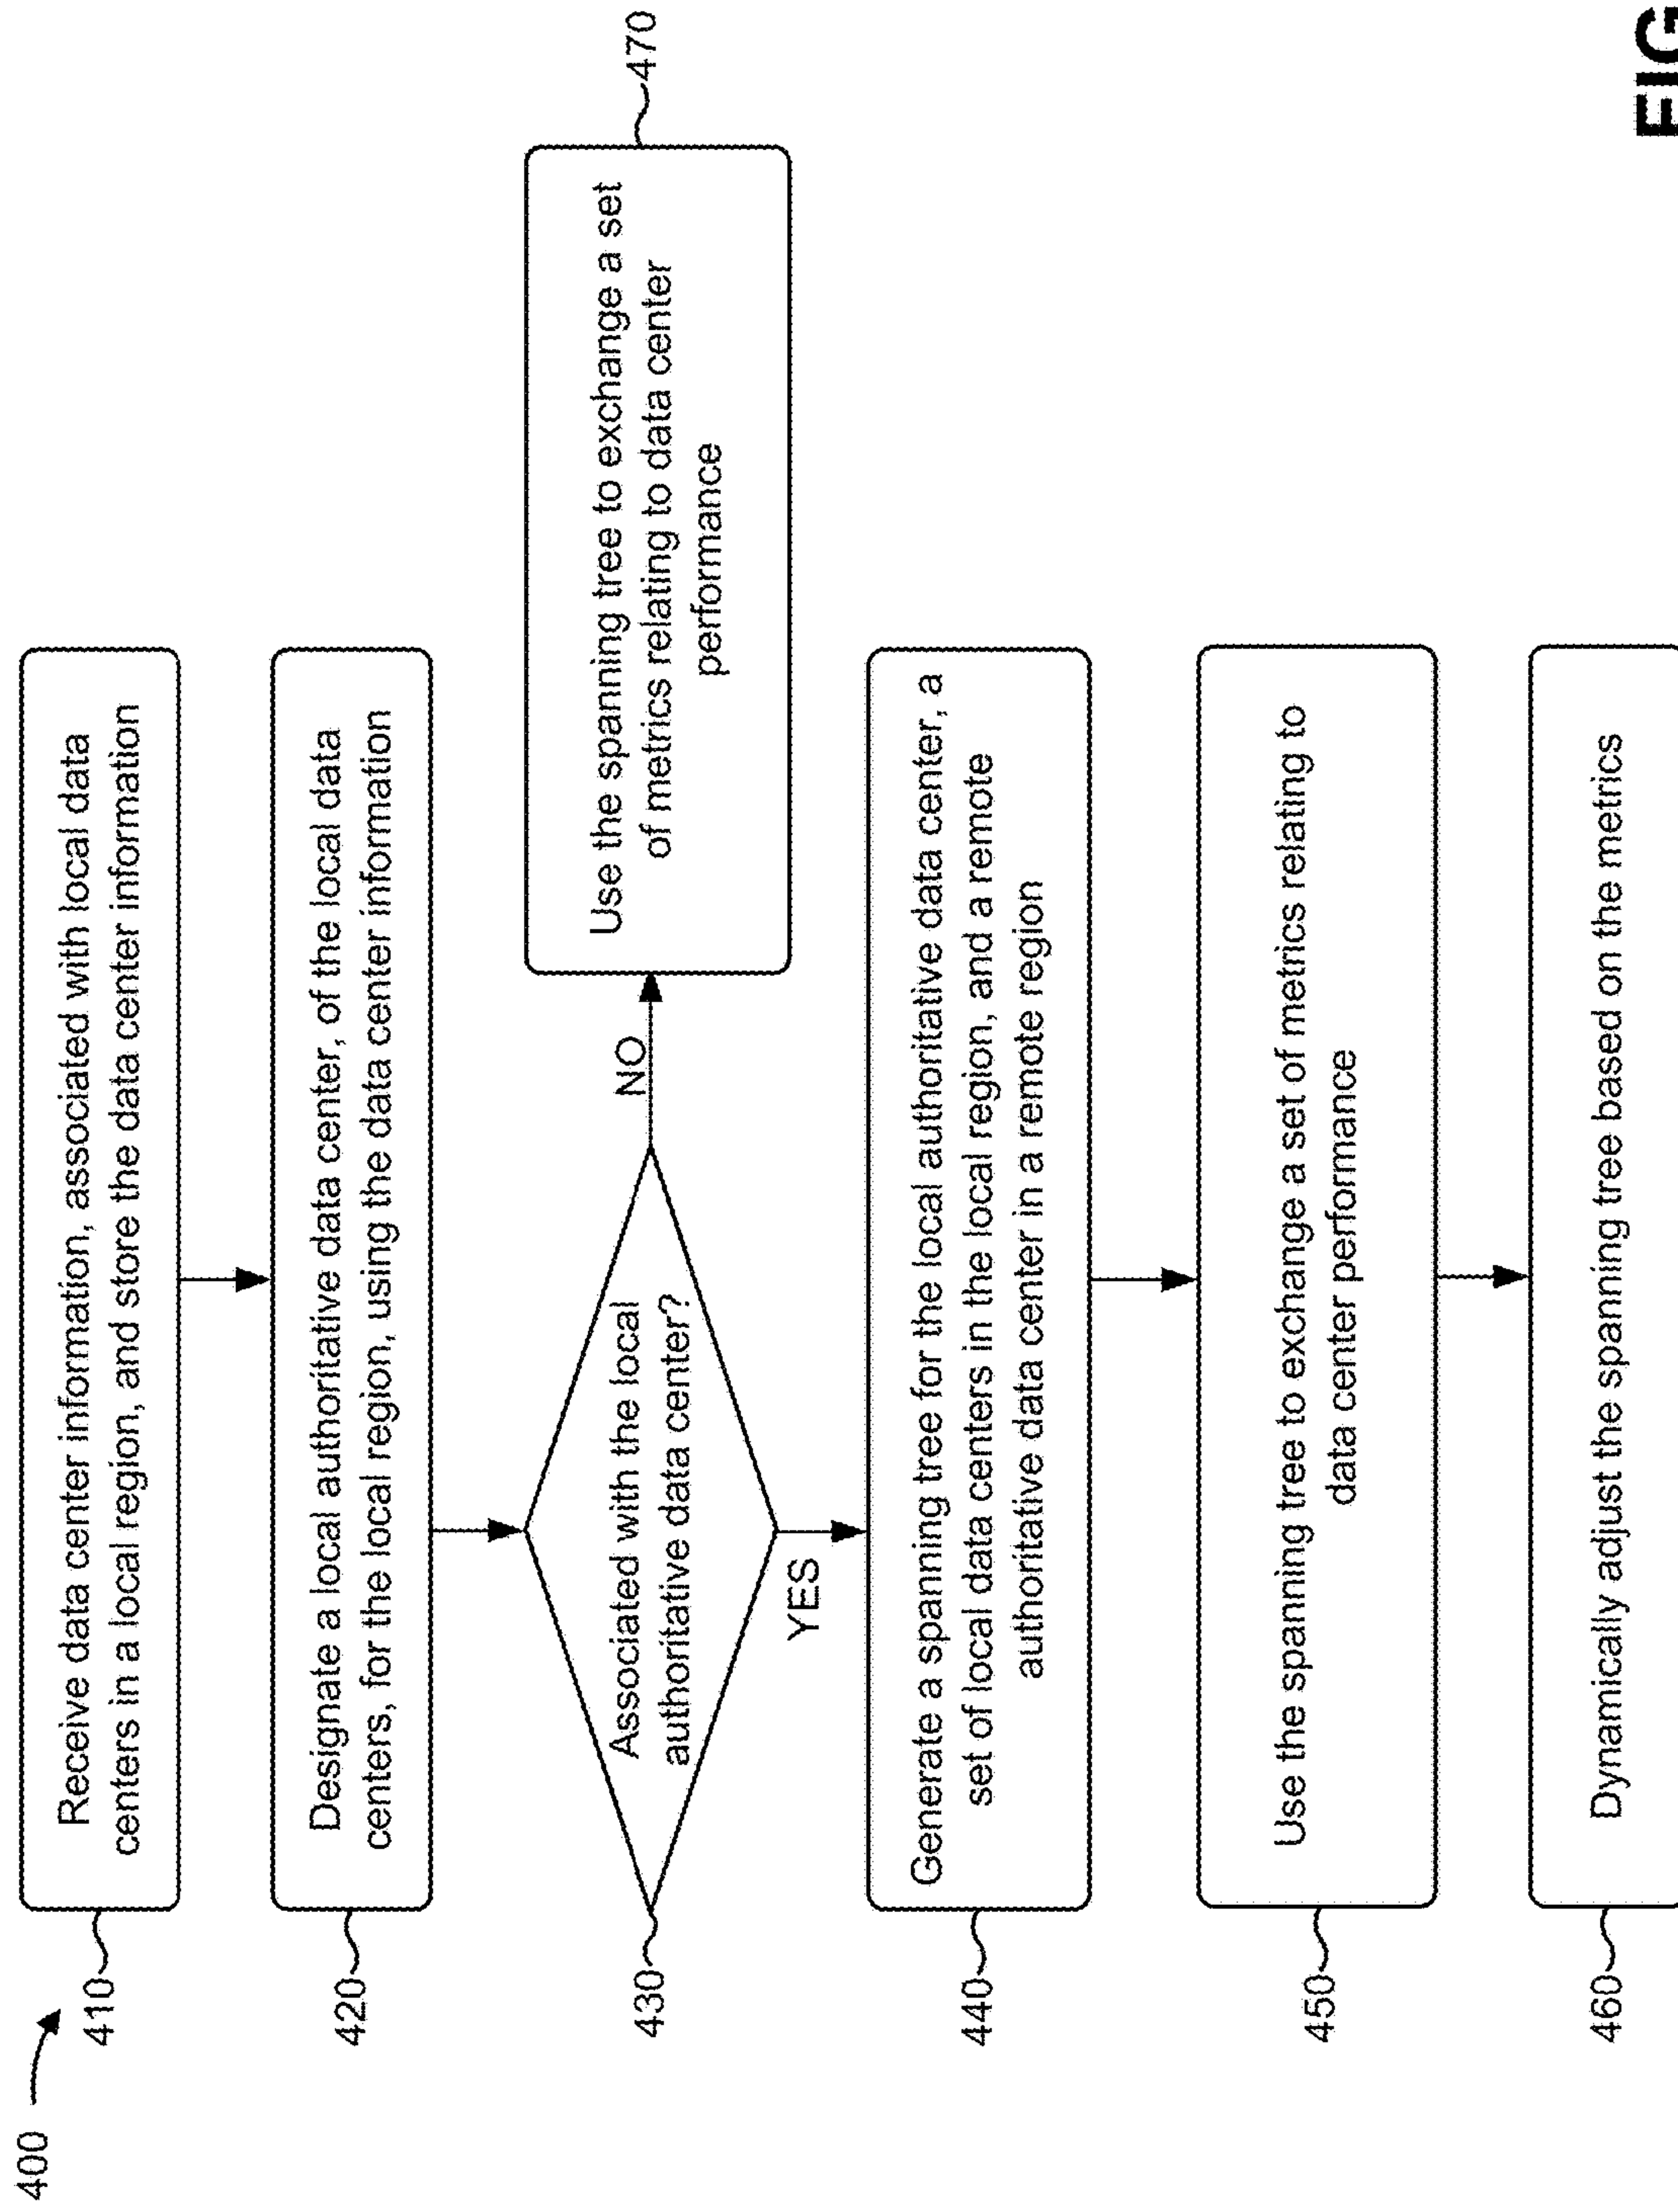 400
410
Receive data center information, associated with local data
centers in a local region, and store the data center information
420
Designate a local authoritative data center, of the local data
centers, for the local region, using the data center information
430
Associated with the local
authoritative data center?
NO
Use the spanning tree to exchange a set
of metrics relating to data center
performance
470
YES
440
Generate a spanning tree for the local authoritative data center, a
set of local data centers in the local region, and a remote
authoritative data center in a remote region
450
Use the spanning tree to exchange a set of metrics relating to
data center performance
460
Dynamically adjust the spanning tree based on the metrics
FIG